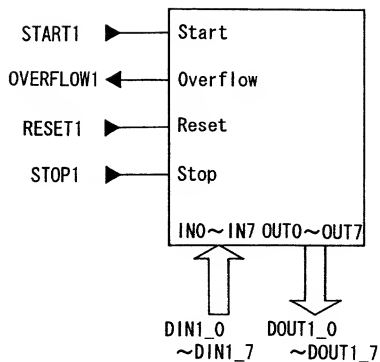 START1 Start
OVERFLOW1 Overflow
RESET1 Reset
STOP1 Stop
IN0～IN7 OUT0～OUT7
DIN1_0 DOUT1_0
～DIN1_7 ～DOUT1_7